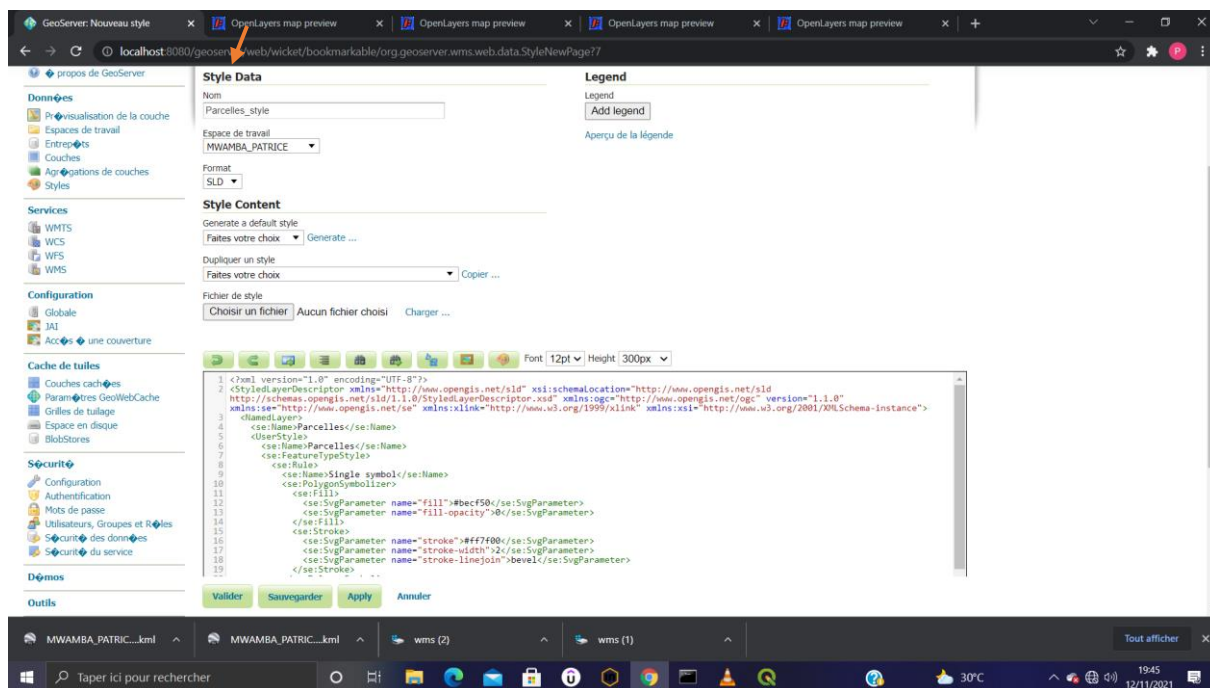 GeoServer: Nouveau style
OpenLayers map preview
OpenLayers map preview
OpenLayers map preview
OpenLayers map preview
localhost:8080/geoserver/web/wicket/bookmarkable/org.geoserver.wms.web.data.StyleNewPage?7
P
� propos de GeoServer
Donn�es
Pr�visualisation de la couche
Espaces de travail
Entrep�ts
Couches
Agr�gations de couches
Styles
Services
WMTS
WCS
WFS
WMS
Configuration
Globale
JAI
Acc�s � une couverture
Cache de tuiles
Couches cach�es
Param�tres GeoWebCache
Grilles de tuilage
Espace en disque
BlobStores
S�curit�
Configuration
Authentification
Mots de passe
Utilisateurs, Groupes et R�les
S�curit� des donn�es
S�curit� du service
D�mos
Outils
Style Data
Nom
Parcelles_style
Espace de travail
MWAMBA_PATRICE
Format
SLD
Legend
Legend
Add legend
Aperçu de la légende
Style Content
Generate a default style
Faites votre choix Generate ...
Dupliquer un style
Faites votre choix Copier ...
Fichier de style
Choisir un fichier Aucun fichier choisi Charger ...
Font 12pt Height 300px
1 <?xml version="1.0" encoding="UTF-8"?>
2 <StyledLayerDescriptor xmlns="http://www.opengis.net/sld" xsi:schemaLocation="http://www.opengis.net/sld
http://schemas.opengis.net/sld/1.1.0/StyledLayerDescriptor.xsd" xmlns:ogc="http://www.opengis.net/ogc" version="1.1.0"
xmlns:se="http://www.opengis.net/se" xmlns:xlink="http://www.w3.org/1999/xlink" xmlns:xsi="http://www.w3.org/2001/XMLSchema-instance">
3 <NamedLayer>
4 <se:Name>Parcelles</se:Name>
5 <UserStyle>
6 <se:Name>Parcelles</se:Name>
7 <se:FeatureTypeStyle>
8 <se:Rule>
9 <se:Name>Single symbol</se:Name>
10 <se:PolygonSymbolizer>
11 <se:Fill>
12 <se:SvgParameter name="fill">#becf50</se:SvgParameter>
13 <se:SvgParameter name="fill-opacity">0</se:SvgParameter>
14 </se:Fill>
15 <se:Stroke>
16 <se:SvgParameter name="stroke">#ff7f00</se:SvgParameter>
17 <se:SvgParameter name="stroke-width">2</se:SvgParameter>
18 <se:SvgParameter name="stroke-linejoin">bevel</se:SvgParameter>
19 </se:Stroke>
Valider Sauvegarder Apply Annuler
MWAMBA_PATRIC....kml
MWAMBA_PATRIC....kml
wms (2)
wms (1)
Tout afficher
Taper ici pour rechercher
30°C
19:45
12/11/2021